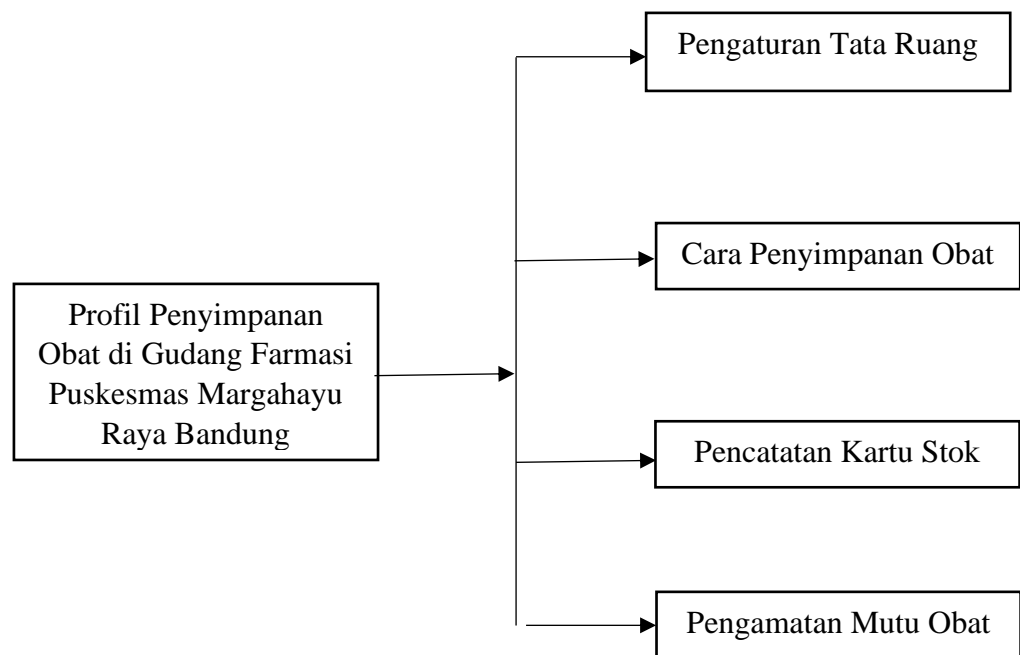 Pengaturan Tata Ruang
Cara Penyimpanan Obat
Profil Penyimpanan
Obat di Gudang Farmasi
Puskesmas Margahayu
Raya Bandung
Pencatatan Kartu Stok
Pengamatan Mutu Obat